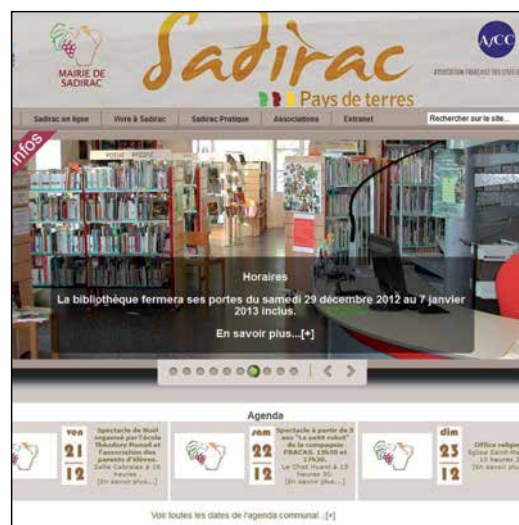 MAIRIE DE
SADIRAC
Sadirac
Pays de terres
AfCC
Sadirac en ligne Vivre à Sadirac Sadirac Pratique Associations Extranet Rechercher sur le site...
infos
Horaires
La bibliothèque fermera ses portes du samedi 29 décembre 2012 au 7 janvier
2013 inclus.
En savoir plus...[+]
Agenda
ven
21
12
Spectacle de Noël
organisé par l'école
Théodore Monod et
l'association des
parents d'élèves.
Salle Cabralès à 18
heures .
[En savoir plus...]
sam
22
12
Spectacle à partir de 3
ans "Le petit robot"
de la compagnie
FRACAS. 15h30 et
17h30.
Le Chat Huant à 15
heures 30.
[En savoir plus...]
dim
23
12
Office religi
Église Saint-Ma
10 heures
[En savoir plus
Voir toutes les dates de l'agenda communal...[+]